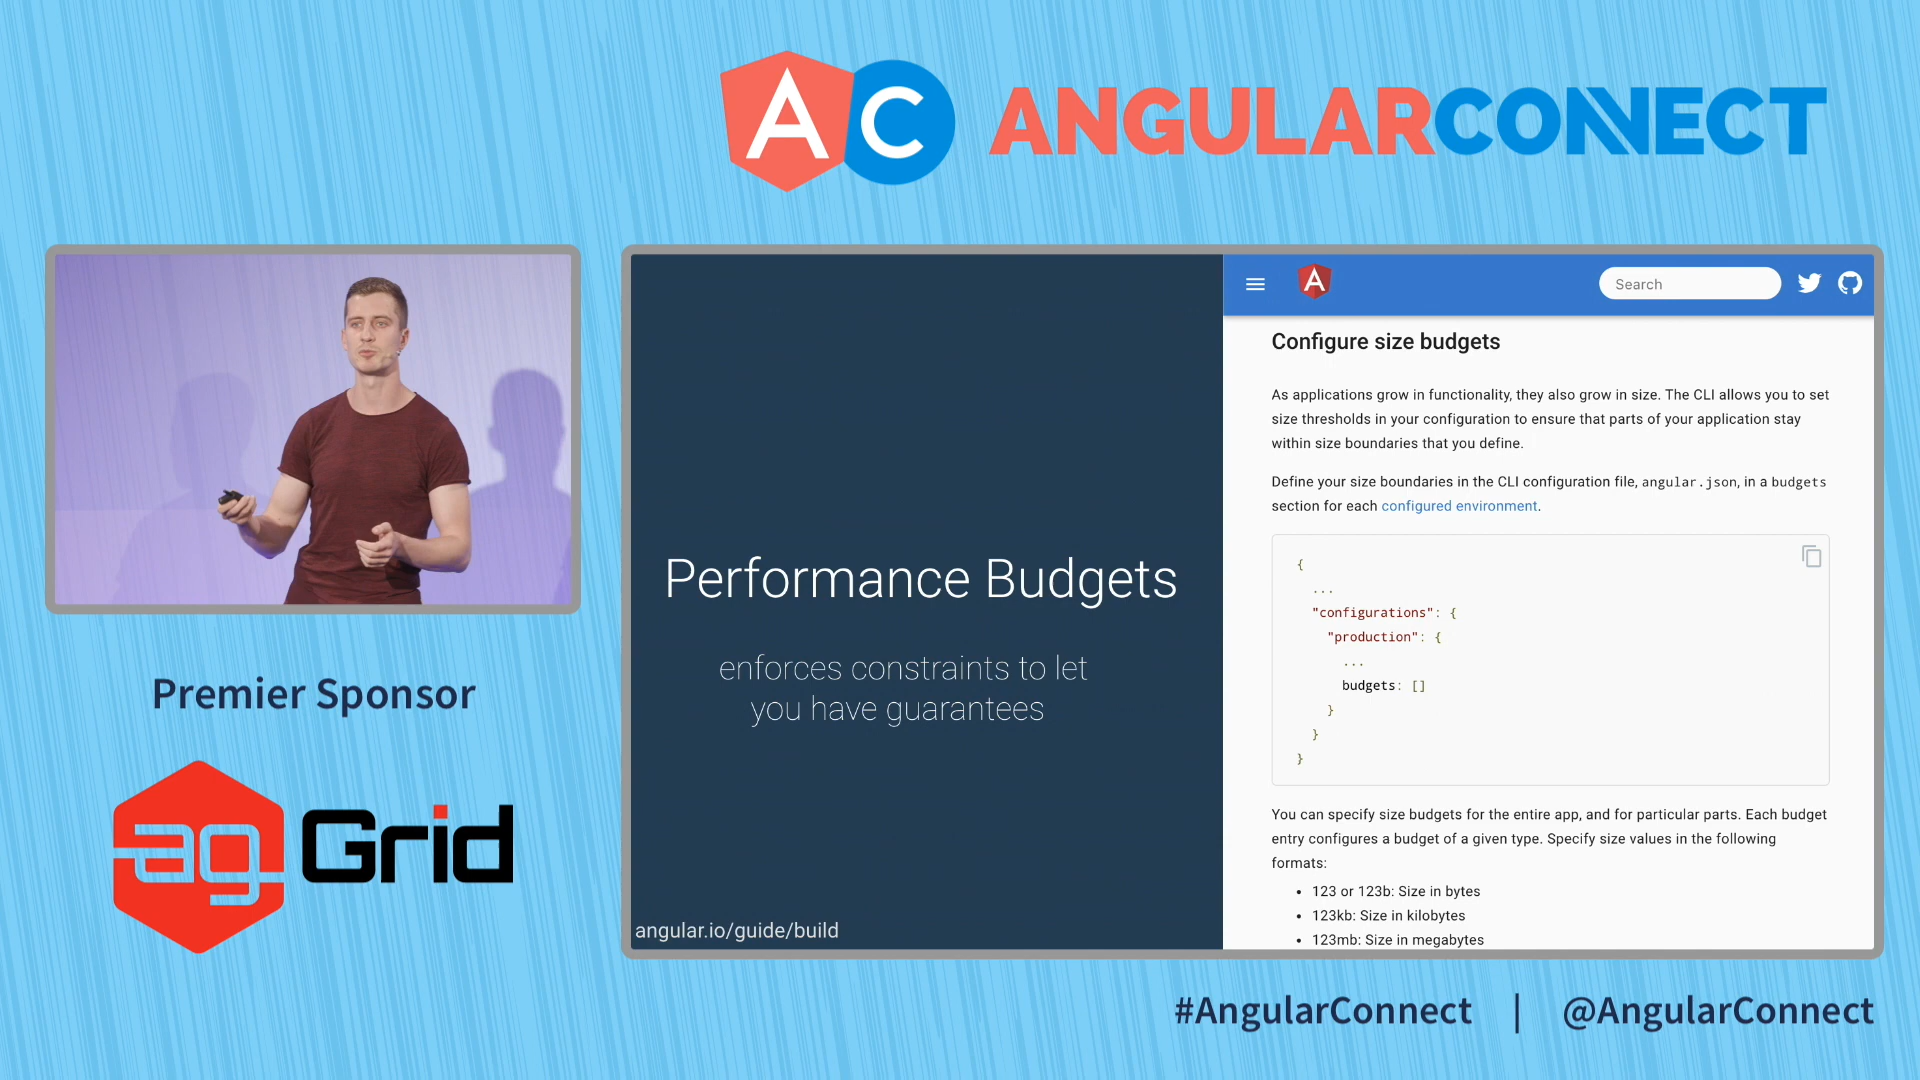 AC ANGULARCONNECT
Search
Configure size budgets
As applications grow in functionality, they also grow in size. The CLI allows you to set
size thresholds in your configuration to ensure that parts of your application stay
within size boundaries that you define.
Define your size boundaries in the CLI configuration file, angular.json, in a budgets
section for each configured environment.
{
...
"configurations": {
"production": {
...
budgets: []
}
}
}
You can specify size budgets for the entire app, and for particular parts. Each budget
entry configures a budget of a given type. Specify size values in the following
formats:
• 123 or 123b: Size in bytes
• 123kb: Size in kilobytes
• 123mb: Size in megabytes
Performance Budgets
enforces constraints to let
you have guarantees
angular.io/guide/build
Premier Sponsor
ag Grid
#AngularConnect | @AngularConnect